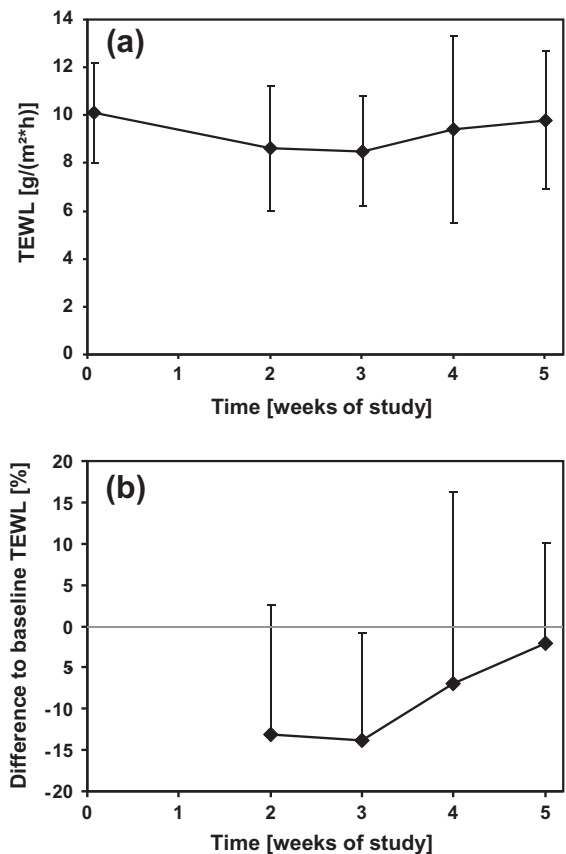 (a)
TEWL [g/(m²*h)]
14
12
10
8
6
4
2
0
0 1 2 3 4 5
Time [weeks of study]
(b)
Difference to baseline TEWL [%]
20
15
10
5
0
5
-10
-15
-20
0 1 2 3 4 5
Time [weeks of study]